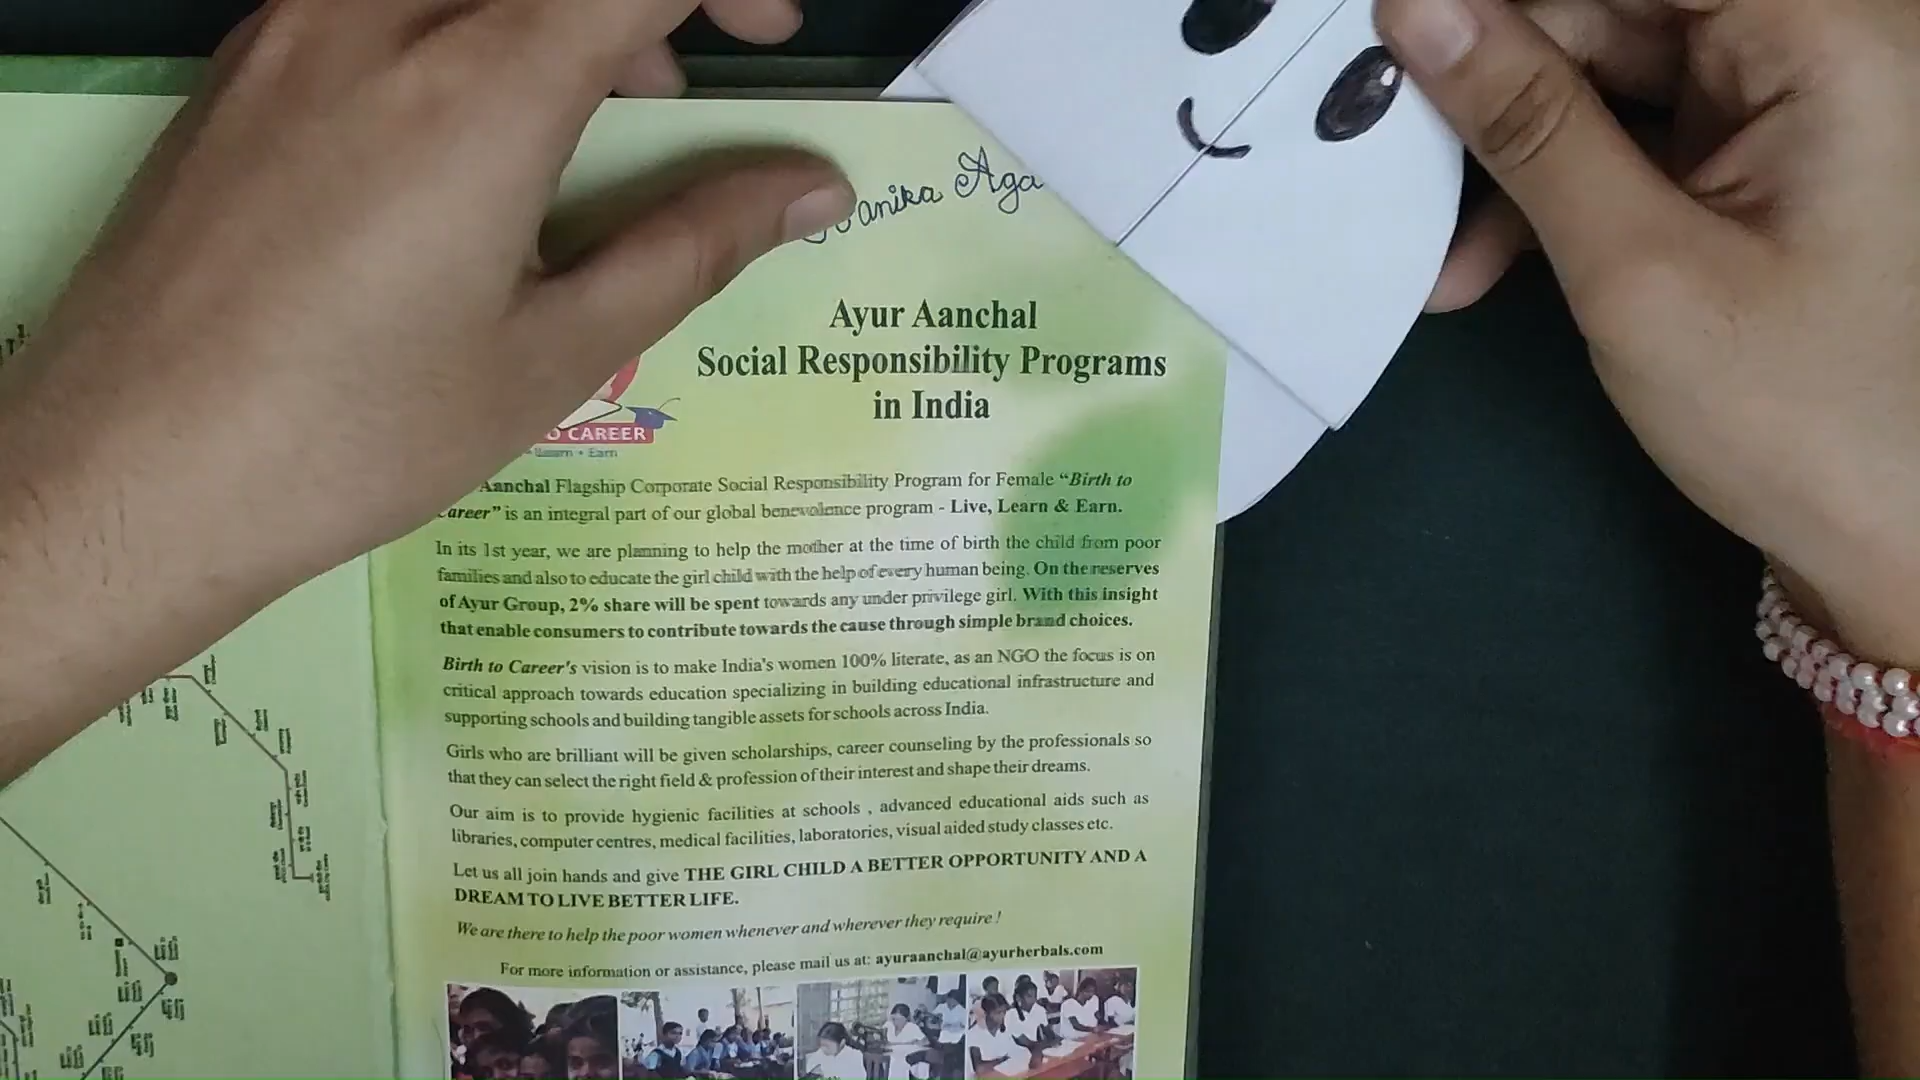 anika Aga
Ayur Aanchal
Social Responsibility Programs
in India
O CAREER
Learn • Earn
Aanchal Flagship Corporate Social Responsibility Program for Female “Birth to
Career” is an integral part of our global benevolence program - Live, Learn & Earn.
In its 1st year, we are planning to help the mother at the time of birth the child from poor
families and also to educate the girl child with the help of every human being. On the reserves
of Ayur Group, 2% share will be spent towards any under privilege girl. With this insight
that enable consumers to contribute towards the cause through simple brand choices.
Birth to Career's vision is to make India's women 100% literate, as an NGO the focus is on
critical approach towards education specializing in building educational infrastructure and
supporting schools and building tangible assets for schools across India.
Girls who are brilliant will be given scholarships, career counseling by the professionals so
that they can select the right field & profession of their interest and shape their dreams.
Our aim is to provide hygienic facilities at schools , advanced educational aids such as
libraries, computer centres, medical facilities, laboratories, visual aided study classes etc.
Let us all join hands and give THE GIRL CHILD A BETTER OPPORTUNITY AND A
DREAM TO LIVE BETTER LIFE.
We are there to help the poor women whenever and wherever they require !
For more information or assistance, please mail us at: ayuraanchal@ayurherbals.com